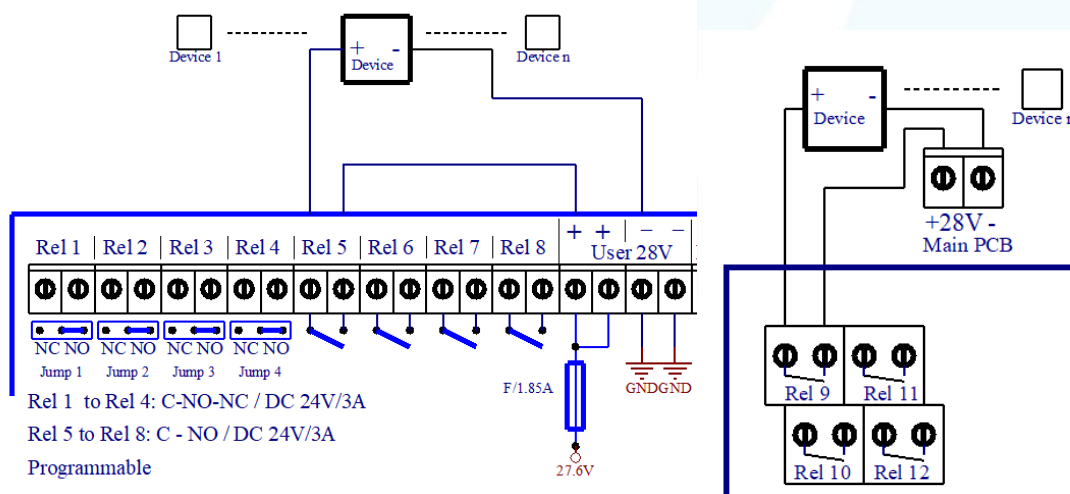 Device 1
+ -
Device
Device n
Rel 1 | Rel 2 | Rel 3 | Rel 4 | Rel 5 | Rel 6 | Rel 7 | Rel 8
+ + − −
User 28V
NC NO NC NO NC NO NC NO
Jump 1 Jump 2 Jump 3 Jump 4
F/1.85A
GND GND
27.6V
Rel 1 to Rel 4: C-NO-NC / DC 24V/3A
Rel 5 to Rel 8: C - NO / DC 24V/3A
Programmable
+ -
Device
Device
+28V -
Main PCB
Rel 9 Rel 11
Rel 10 Rel 12